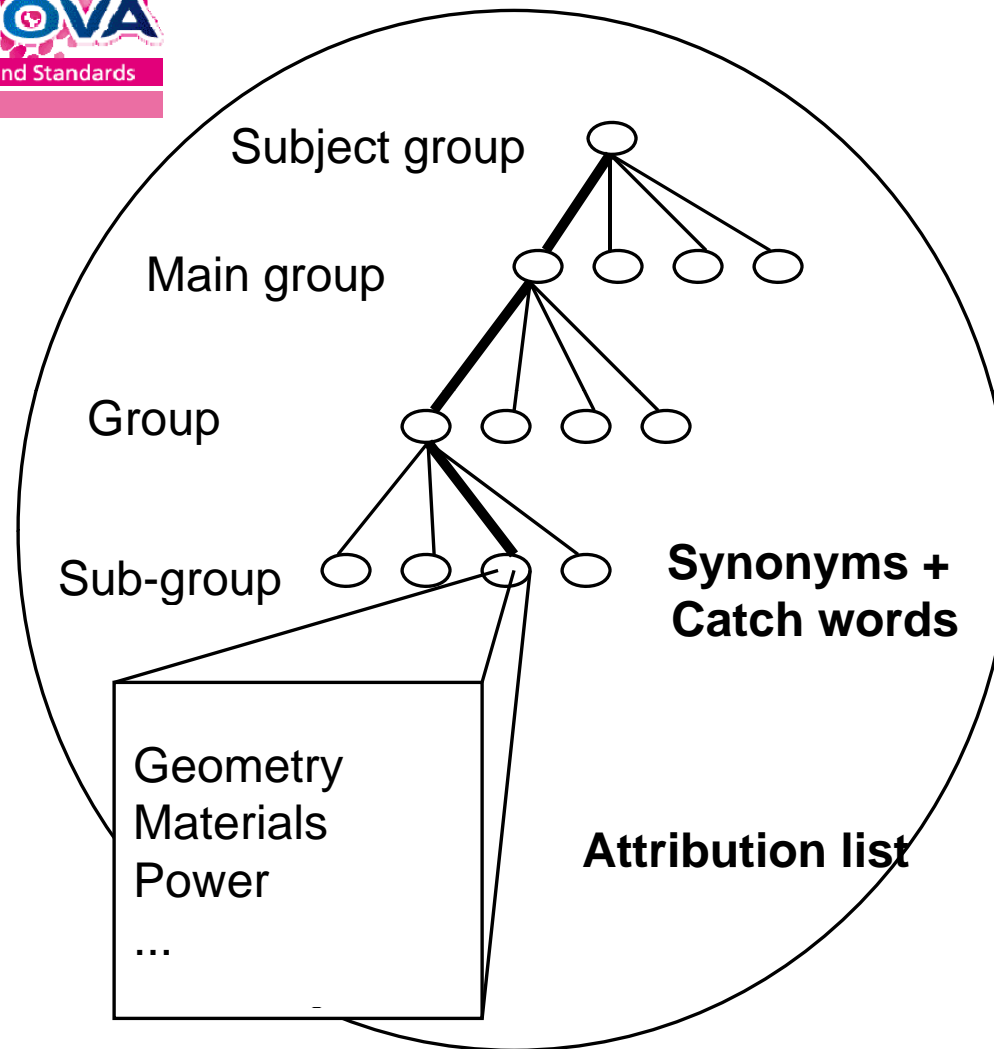 OVA
nd Standards
Subject group
Main group
Group
Sub-group
Synonyms +
Catch words
Geometry
Materials
Power
...
Attribution list